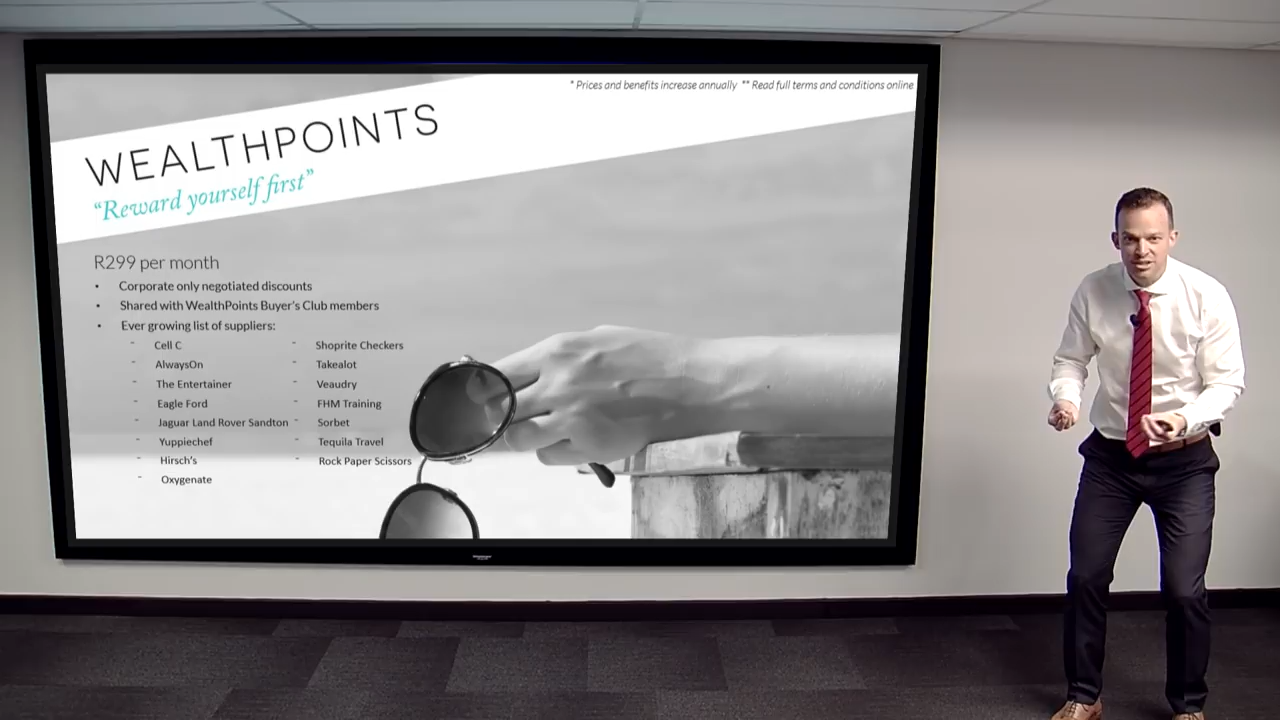 * Prices and benefits increase annually ** Read full terms and conditions online
WEALTHPOINTS
“Reward yourself first”
R299 per month
• Corporate only negotiated discounts
• Shared with WealthPoints Buyer's Club members
• Ever growing list of suppliers:
- Cell C
- AlwaysOn
- The Entertainer
- Eagle Ford
- Jaguar Land Rover Sandton
- Yuppiechef
- Hirsch's
- Oxygenate
- Shoprite Checkers
- Takealot
- Veaudry
- FHM Training
- Sorbet
- Tequila Travel
- Rock Paper Scissors